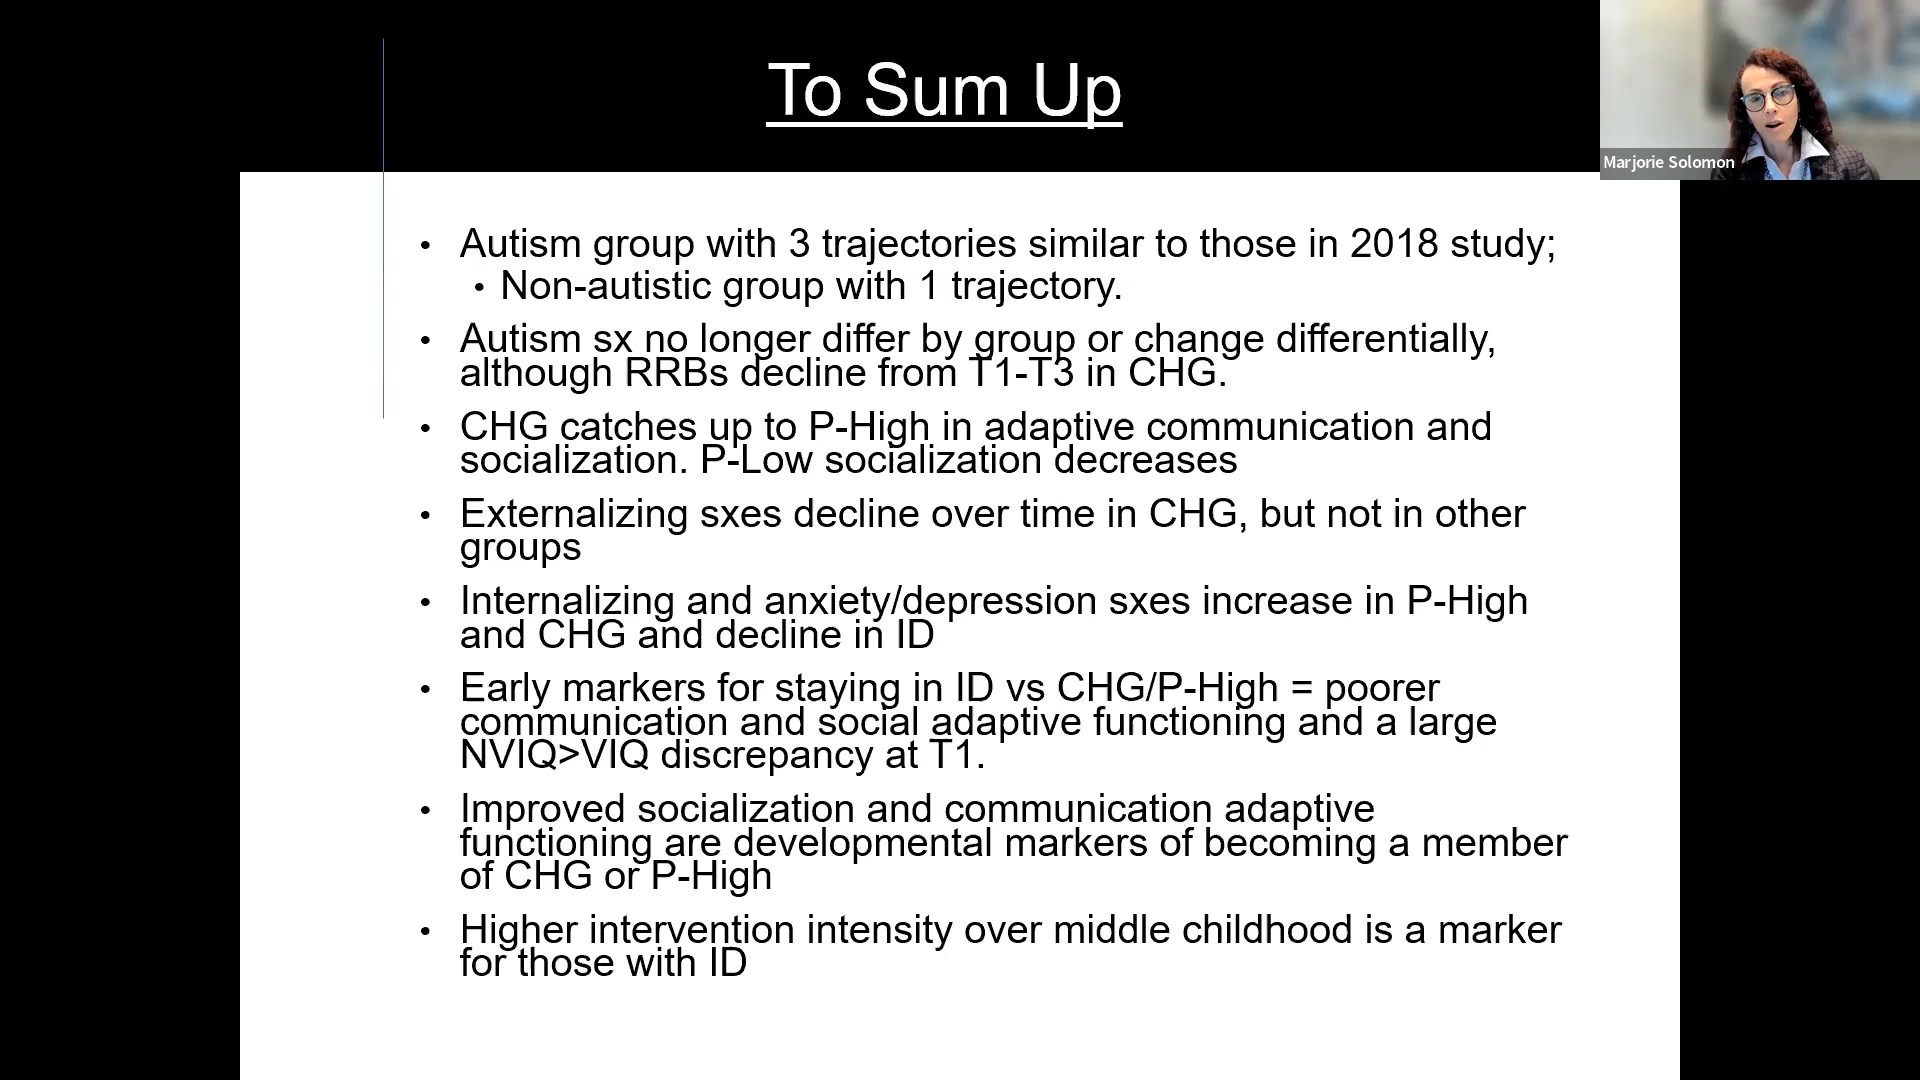 To Sum Up
Marjorie Solomon
• Autism group with 3 trajectories similar to those in 2018 study;
• Non-autistic group with 1 trajectory.
• Autism sx no longer differ by group or change differentially,
although RRBs decline from T1-T3 in CHG.
• CHG catches up to P-High in adaptive communication and
socialization. P-Low socialization decreases
• Externalizing sxes decline over time in CHG, but not in other
groups
• Internalizing and anxiety/depression sxes increase in P-High
and CHG and decline in ID
• Early markers for staying in ID vs CHG/P-High = poorer
communication and social adaptive functioning and a large
NVIQ>VIQ discrepancy at T1.
• Improved socialization and communication adaptive
functioning are developmental markers of becoming a member
of CHG or P-High
• Higher intervention intensity over middle childhood is a marker
for those with ID